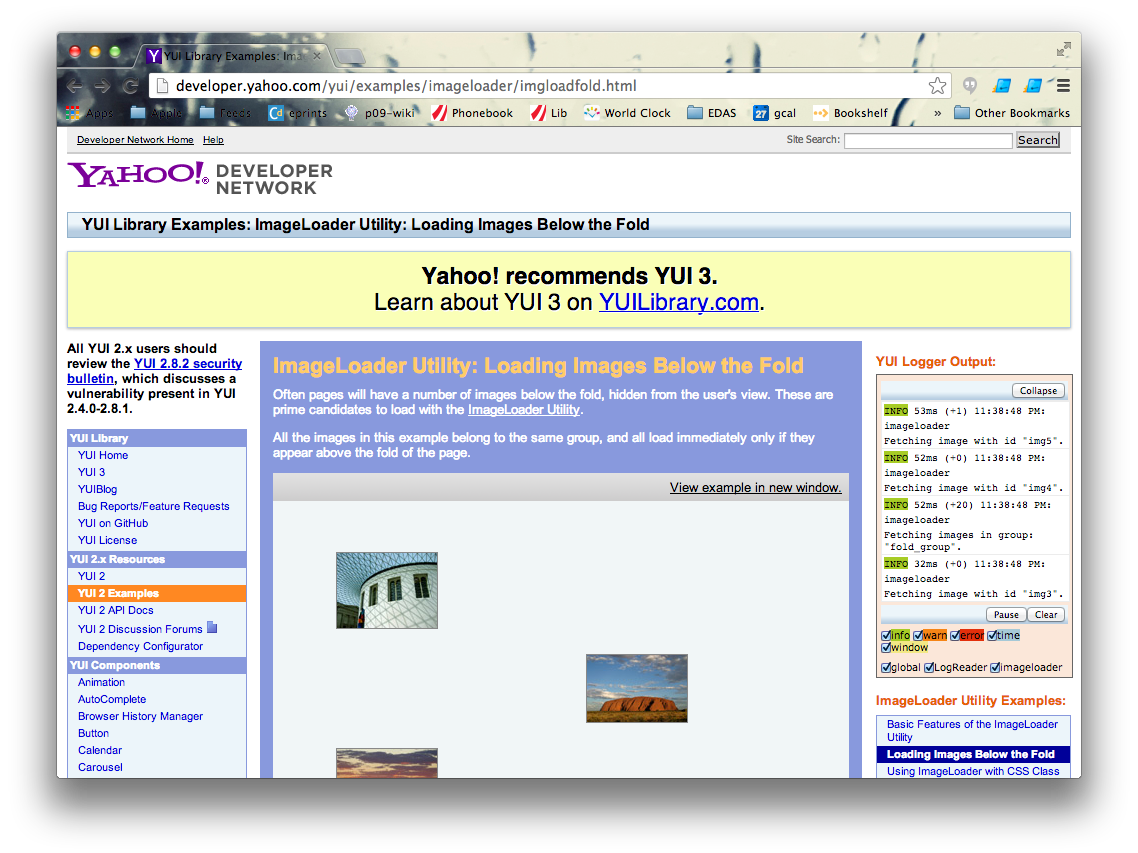 YUI Library Examples: Ima
developer.yahoo.com/yui/examples/imageloader/imgloadfold.html
Apps Apple Feeds eprints p09-wiki Phonebook Lib World Clock EDAS 27 gcal Bookshelf » Other Bookmarks
Developer Network Home Help Site Search: Search
YAHOO!® DEVELOPER
NETWORK
YUI Library Examples: ImageLoader Utility: Loading Images Below the Fold
Yahoo! recommends YUI 3.
Learn about YUI 3 on YUILibrary.com.
All YUI 2.x users should
review the YUI 2.8.2 security
bulletin, which discusses a
vulnerability present in YUI
2.4.0-2.8.1.
YUI Library
YUI Home
YUI 3
YUIBlog
Bug Reports/Feature Requests
YUI on GitHub
YUI License
YUI 2.x Resources
YUI 2
YUI 2 Examples
YUI 2 API Docs
YUI 2 Discussion Forums
Dependency Configurator
YUI Components
Animation
AutoComplete
Browser History Manager
Button
Calendar
Carousel
ImageLoader Utility: Loading Images Below the Fold
Often pages will have a number of images below the fold, hidden from the user's view. These are
prime candidates to load with the ImageLoader Utility.
All the images in this example belong to the same group, and all load immediately only if they
appear above the fold of the page.
View example in new window.
YUI Logger Output:
Collapse
INFO 53ms (+1) 11:38:48 PM:
imageloader
Fetching image with id "img5".
INFO 52ms (+0) 11:38:48 PM:
imageloader
Fetching image with id "img4".
INFO 52ms (+20) 11:38:48 PM:
imageloader
Fetching images in group:
"fold_group".
INFO 32ms (+0) 11:38:48 PM:
imageloader
Fetching image with id "img3".
Pause Clear
info warn error time
window
global LogReader imageloader
ImageLoader Utility Examples:
Basic Features of the ImageLoader
Utility
Loading Images Below the Fold
Using ImageLoader with CSS Class